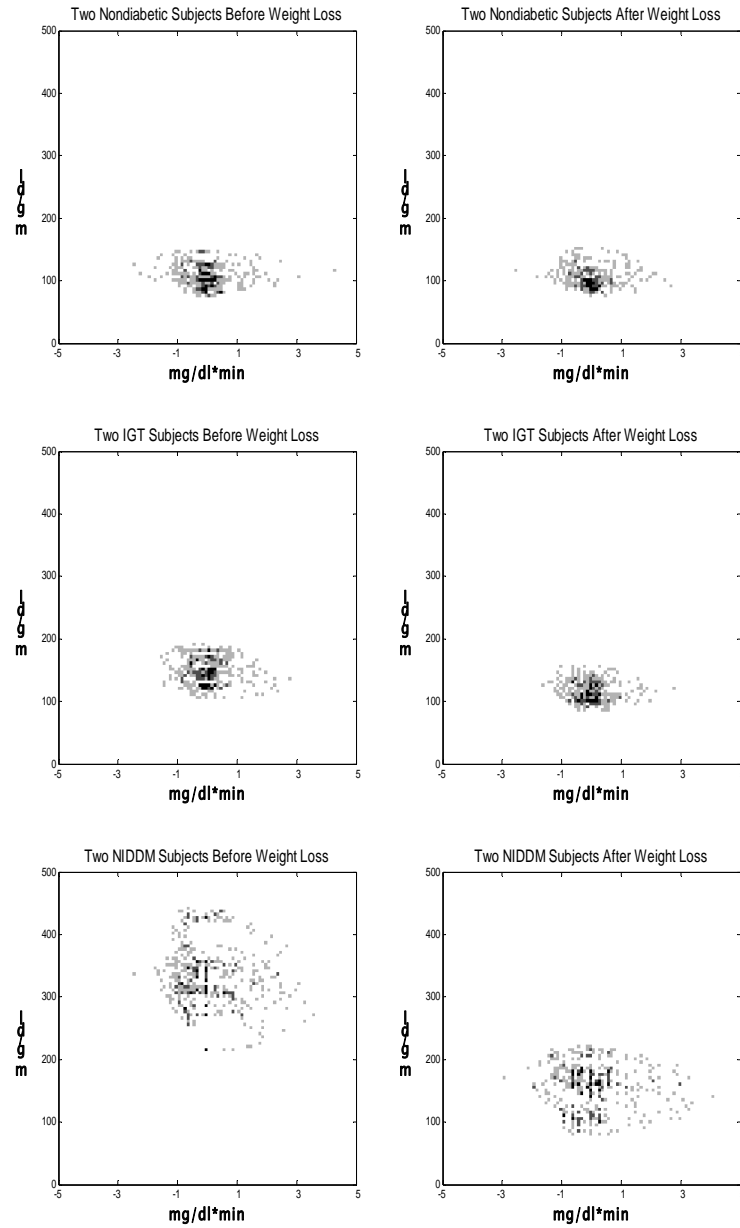 Two Nondiabetic Subjects Before Weight Loss
500
400
300
200
100
0
mg/dl
-5 -3 -1 1 3 5
mg/dl*min
Two Nondiabetic Subjects After Weight Loss
500
400
300
200
100
0
mg/dl
-5 -3 -1 1 3
mg/dl*min
Two IGT Subjects Before Weight Loss
500
400
300
200
100
0
mg/dl
-5 -3 -1 1 3 5
mg/dl*min
Two IGT Subjects After Weight Loss
500
400
300
200
100
0
mg/dl
-5 -3 -1 1 3
mg/dl*min
Two NIDDM Subjects Before Weight Loss
500
400
300
200
100
0
mg/dl
-5 -3 -1 1 3 5
mg/dl*min
Two NIDDM Subjects After Weight Loss
500
400
300
200
100
0
mg/dl
-5 -3 -1 1 3
mg/dl*min